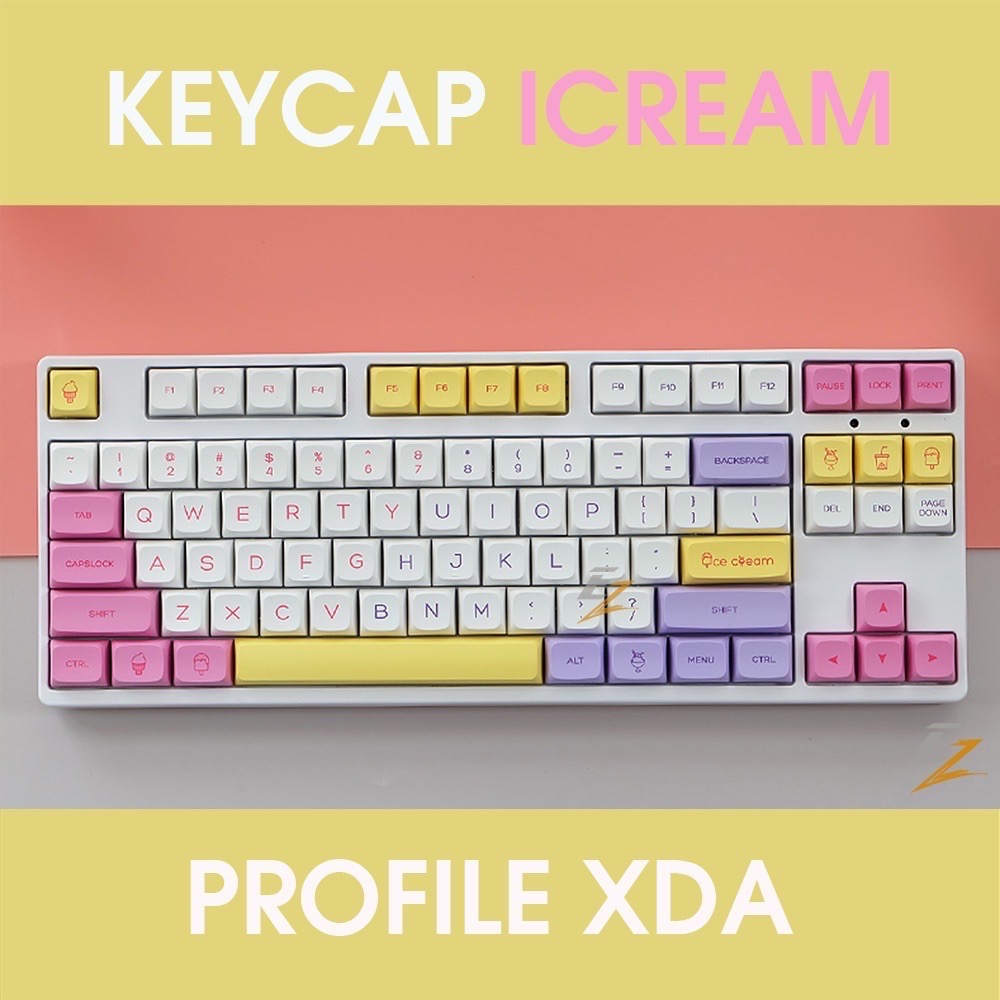 KEYCAP ICREAM
F1 F2 F3 F4 F5 F6 F7 F8 F9 F10 F11 F12 PAUSE LOCK PRINT
~ ! @ # $ % ^ & * ( ) — + BACKSPACE
` 1 2 3 4 5 6 7 8 9 0 - =
TAB Q W E R T Y U I O P { } |
[ ] \ DEL END PAGE DOWN
CAPSLOCK A S D F G H J K L : " ice cream
; '
SHIFT Z X C V B N M < > ? SHIFT
, . /
CTRL ALT MENU CTRL
Z
Z
PROFILE XDA